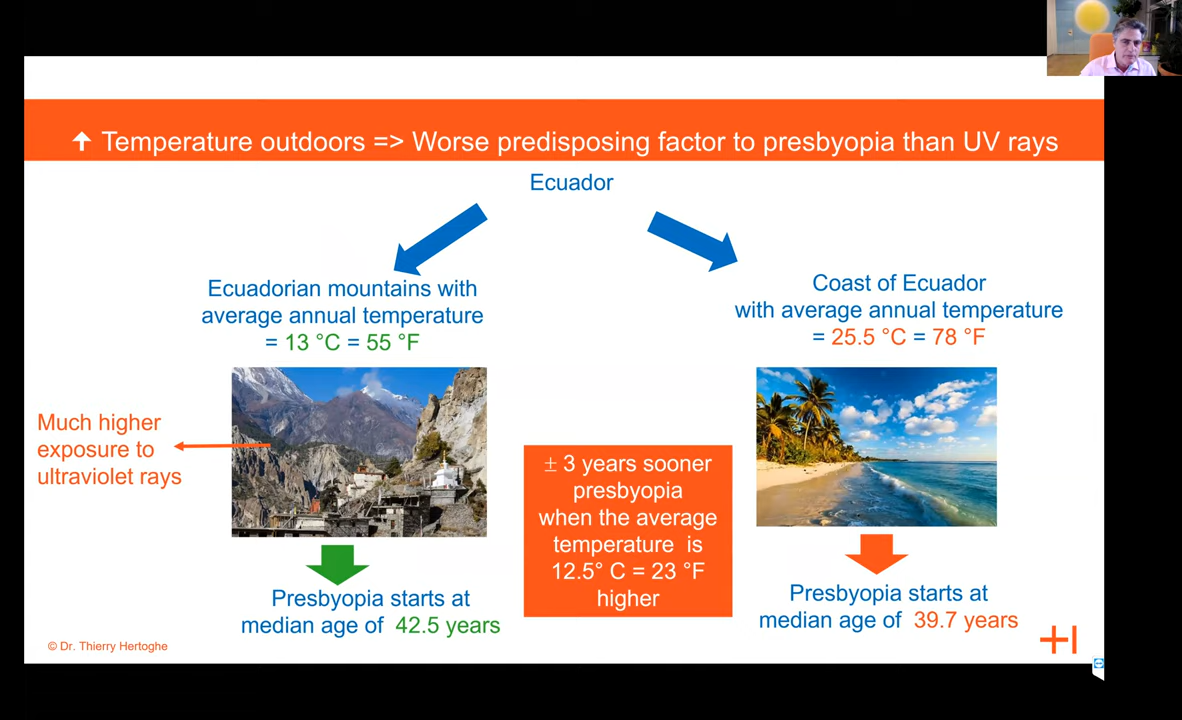 Temperature outdoors => Worse predisposing factor to presbyopia than UV rays
Ecuador
Ecuadorian mountains with
average annual temperature
= 13 °C = 55 °F
Coast of Ecuador
with average annual temperature
= 25.5 °C = 78 °F
Much higher
exposure to
ultraviolet rays
± 3 years sooner
presbyopia
when the average
temperature is
12.5° C = 23 °F
higher
Presbyopia starts at
median age of 42.5 years
Presbyopia starts at
median age of 39.7 years
© Dr. Thierry Hertoghe